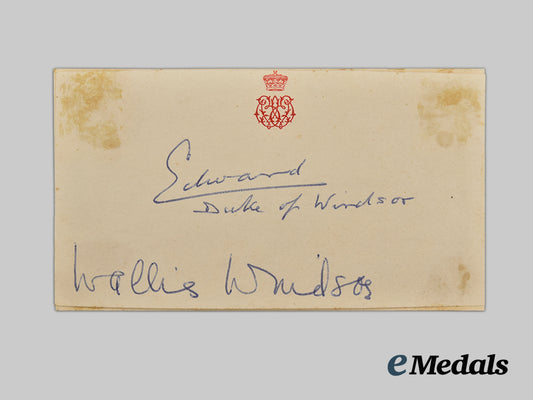 Edward
Duke of Windsor
Wallis Windsor
eMedals